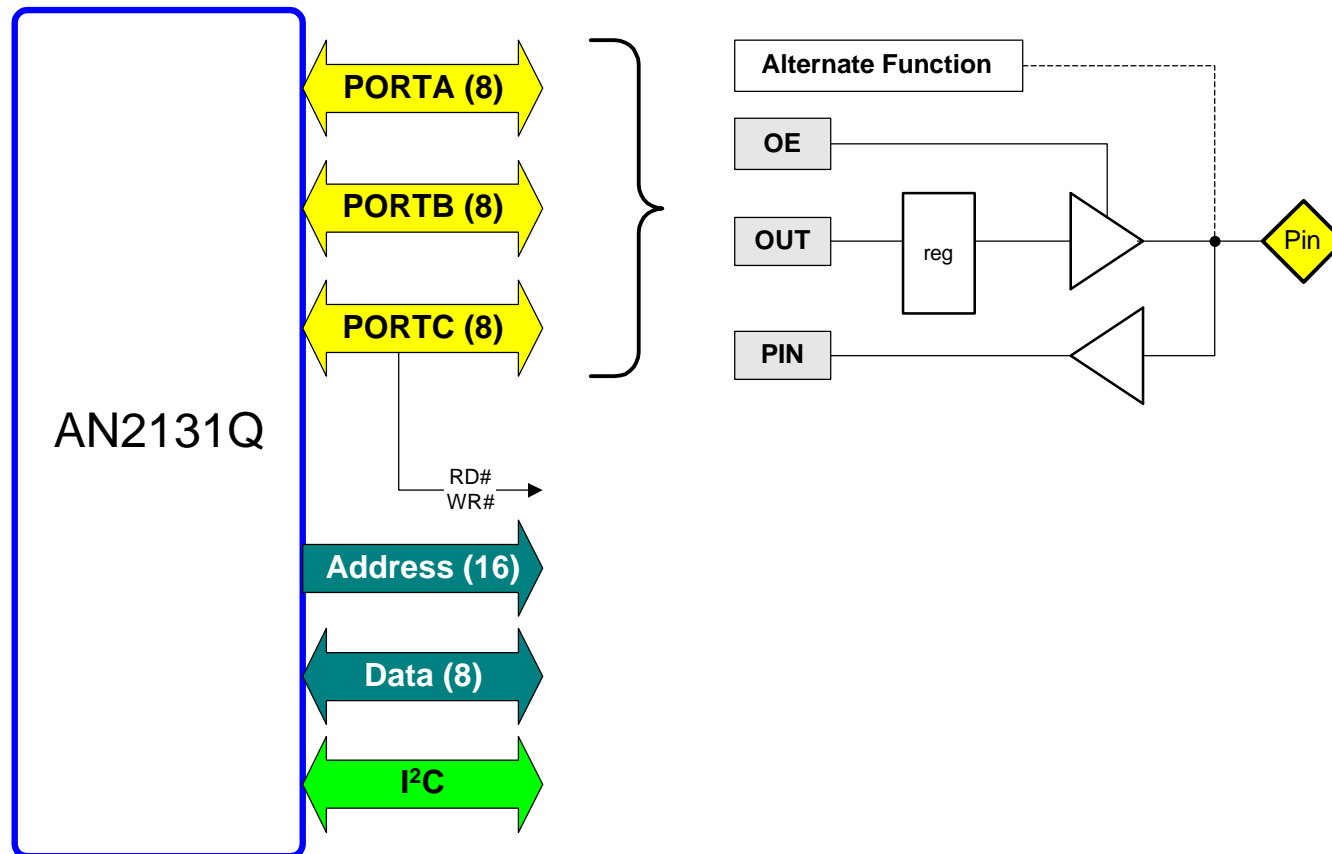 AN2131Q
PORTA (8)
PORTB (8)
PORTC (8)
RD#
WR#
Address (16)
Data (8)
I²C
Alternate Function
OE
OUT
reg
Pin
PIN